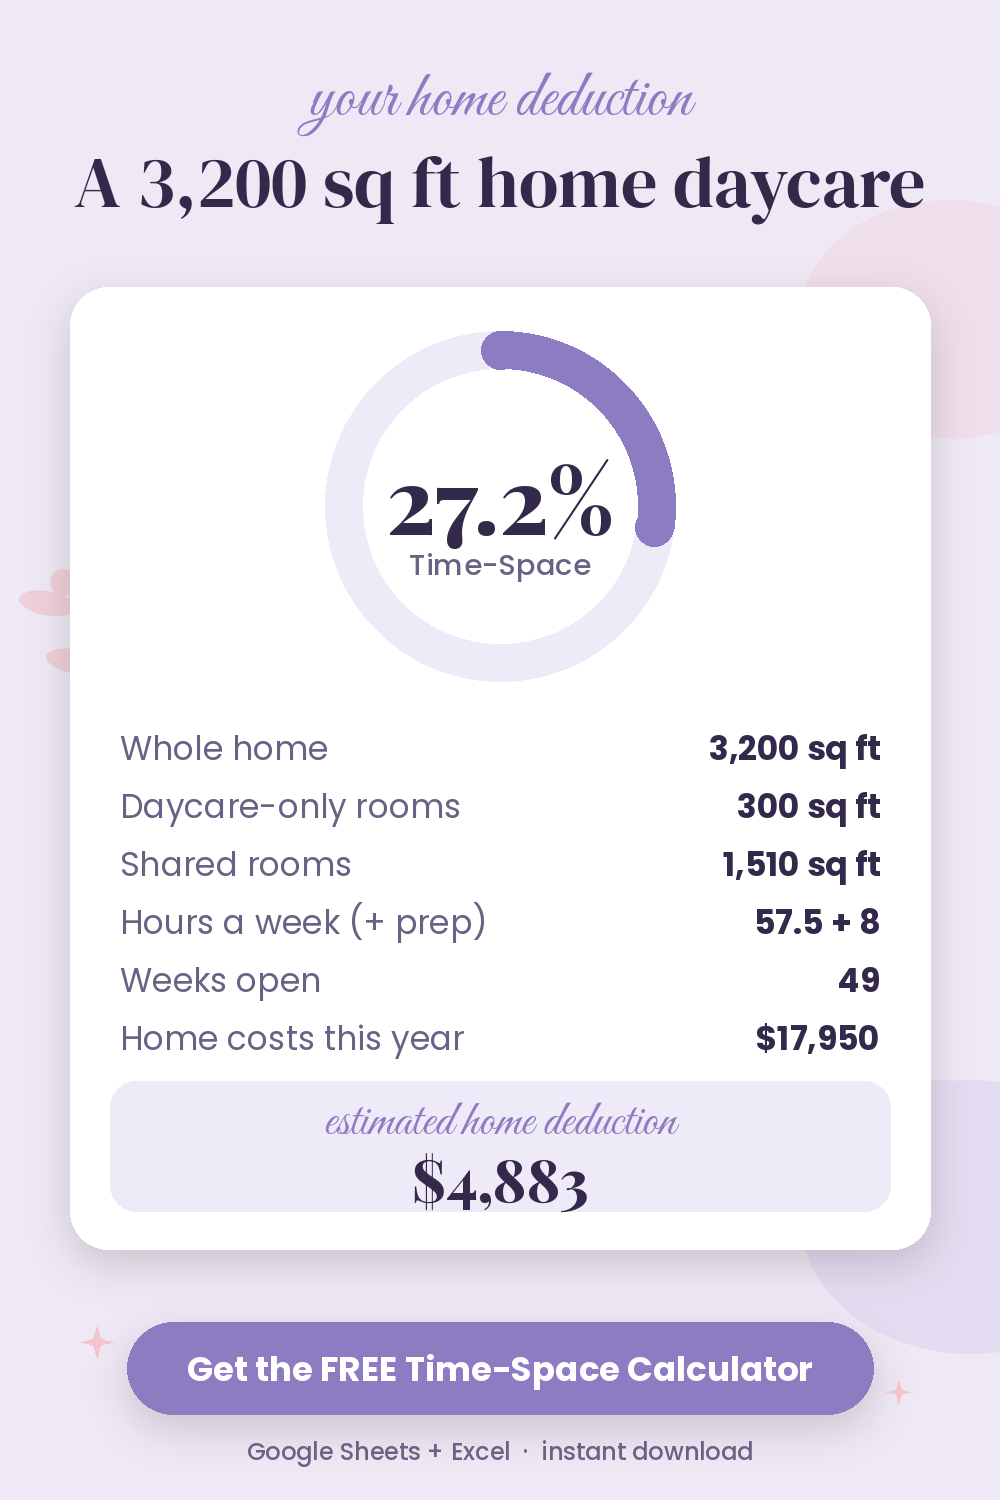 your home deduction
A 3,200 sq ft home daycare
27.2%
Time-Space
Whole home 3,200 sq ft
Daycare-only rooms 300 sq ft
Shared rooms 1,510 sq ft
Hours a week (+ prep) 57.5 + 8
Weeks open 49
Home costs this year $17,950
estimated home deduction
$4,883
Get the FREE Time-Space Calculator
Google Sheets + Excel · instant download